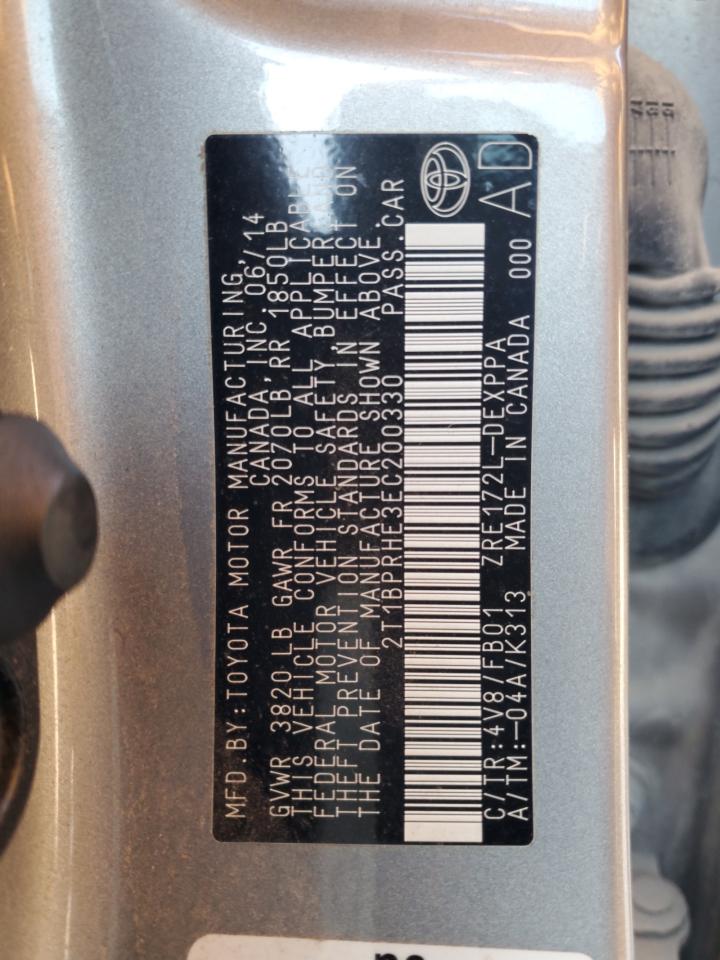 MFD.BY:TOYOTA MOTOR MANUFACTURING,
CANADA,INC. 06/14
GVWR 3820LB GAWR FR 2070LB,RR 1850LB
THIS VEHICLE CONFORMS TO ALL APPLICABLE
FEDERAL MOTOR VEHICLE SAFETY, BUMPER, AND
THEFT PREVENTION STANDARDS IN EFFECT ON
THE DATE OF MANUFACTURE SHOWN ABOVE.
2T1BPRHE3EC200330 PASS.CAR
C/TR:4V8/FB01 ZRE172L-DEXPPA
A/TM:-04A/K313 MADE IN CANADA 000 AD